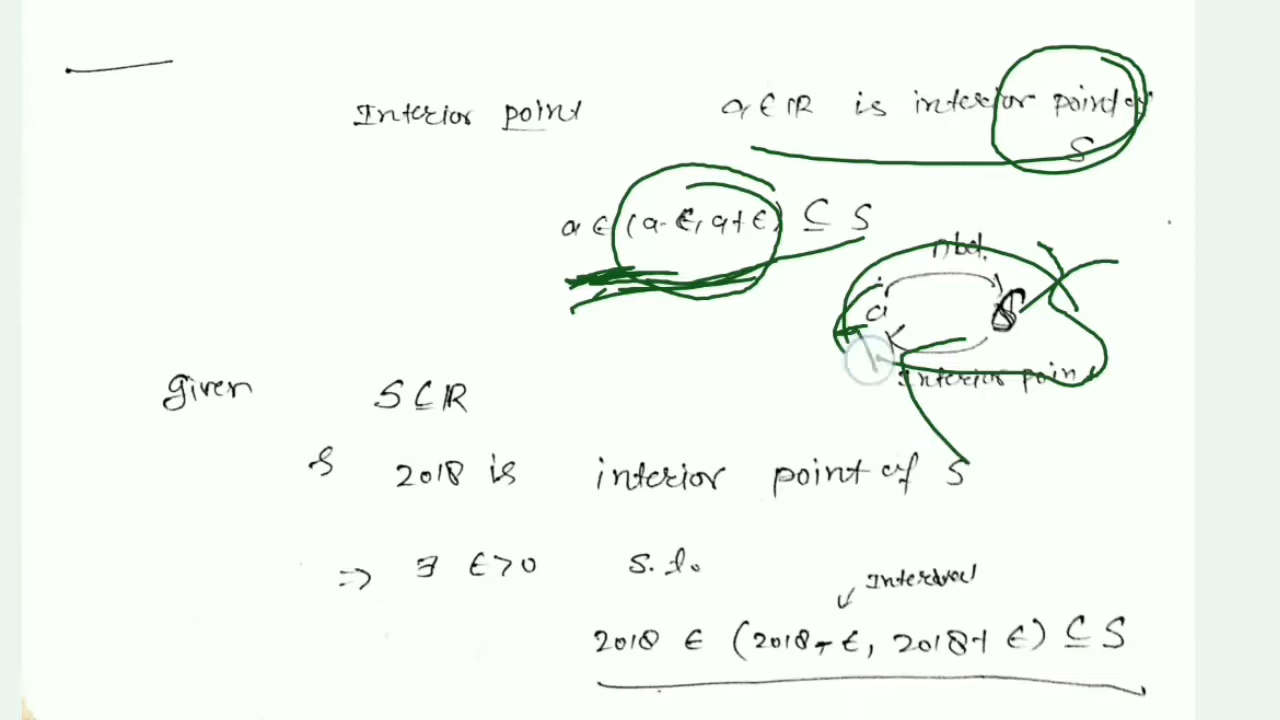 Interior point a ∈ ℝ is interior point of S
a ∈ (a-ε, a+ε) ⊆ S
nbd.
a S
Interior point
given S ⊆ ℝ
& 2018 is interior point of S
⇒ ∃ ε>0 s.t.
Interval
2018 ∈ (2018-ε, 2018+ε) ⊆ S